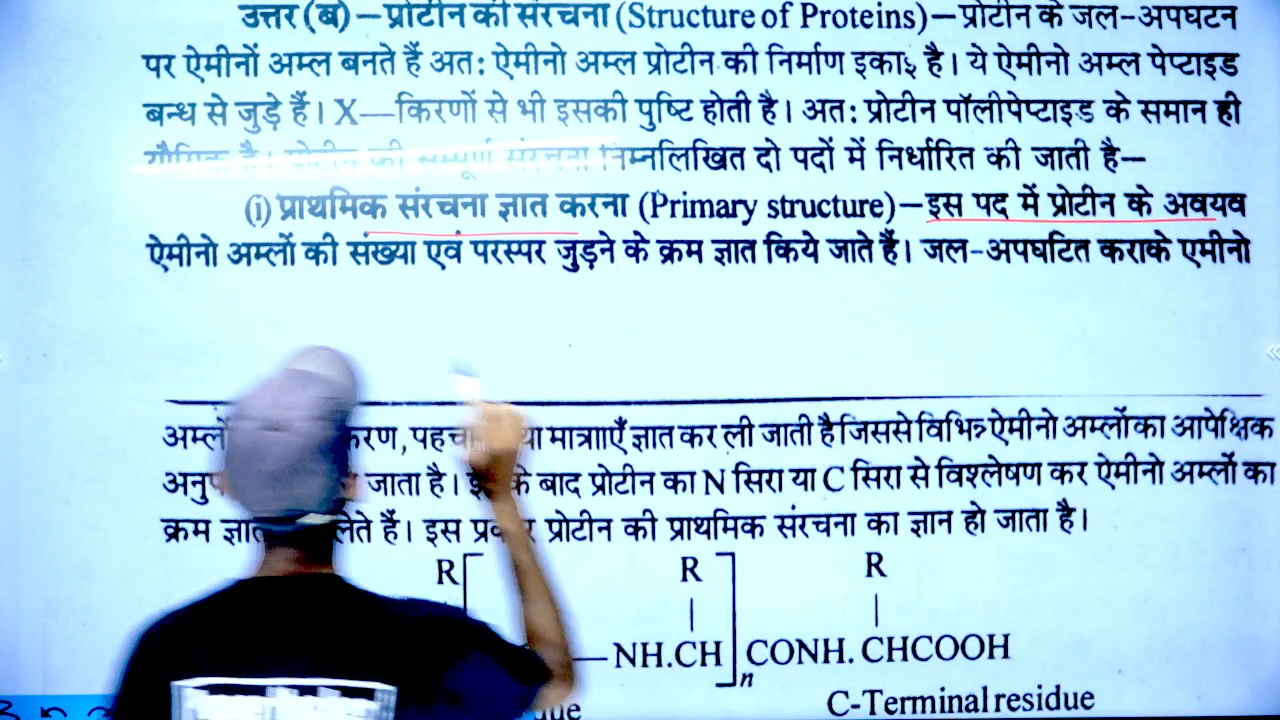 उत्तर (ब)–प्रोटीन की संरचना (Structure of Proteins)–प्रोटीन के जल-अपघटन
पर ऐमीनों अम्ल बनते हैं अत: ऐमीनो अम्ल प्रोटीन की निर्माण इकाइ है। ये ऐमीनो अम्ल पेप्टाइड
बन्ध से जुड़े हैं। X—किरणों से भी इसकी पुष्टि होती है। अत: प्रोटीन पॉलीपेप्टाइड के समान ही
यौगिक है। प्रोटीन की सम्पूर्ण संरचना निम्नलिखित दो पदों में निर्धारित की जाती है–
(i) प्राथमिक संरचना ज्ञात करना (Primary structure)–इस पद में प्रोटीन के अवयव
ऐमीनो अम्लों की संख्या एवं परस्पर जुड़ने के क्रम ज्ञात किये जाते हैं। जल-अपघटित कराके एमीनो
करण, मात्रााएँ ज्ञात कर ली जाती है जिससे विभिन्न ऐमीनो अम्लों का आपेक्षिक
जाता है। के बाद प्रोटीन का N सिरा या C सिरा से विश्लेषण कर ऐमीनो अम्लों का
क्रम ज्ञात लेते हैं। इस प्रोटीन की प्राथमिक संरचना का ज्ञान हो जाता है।
R R R
—NH.CH]n CONH. CHCOOH
C-Terminal residue